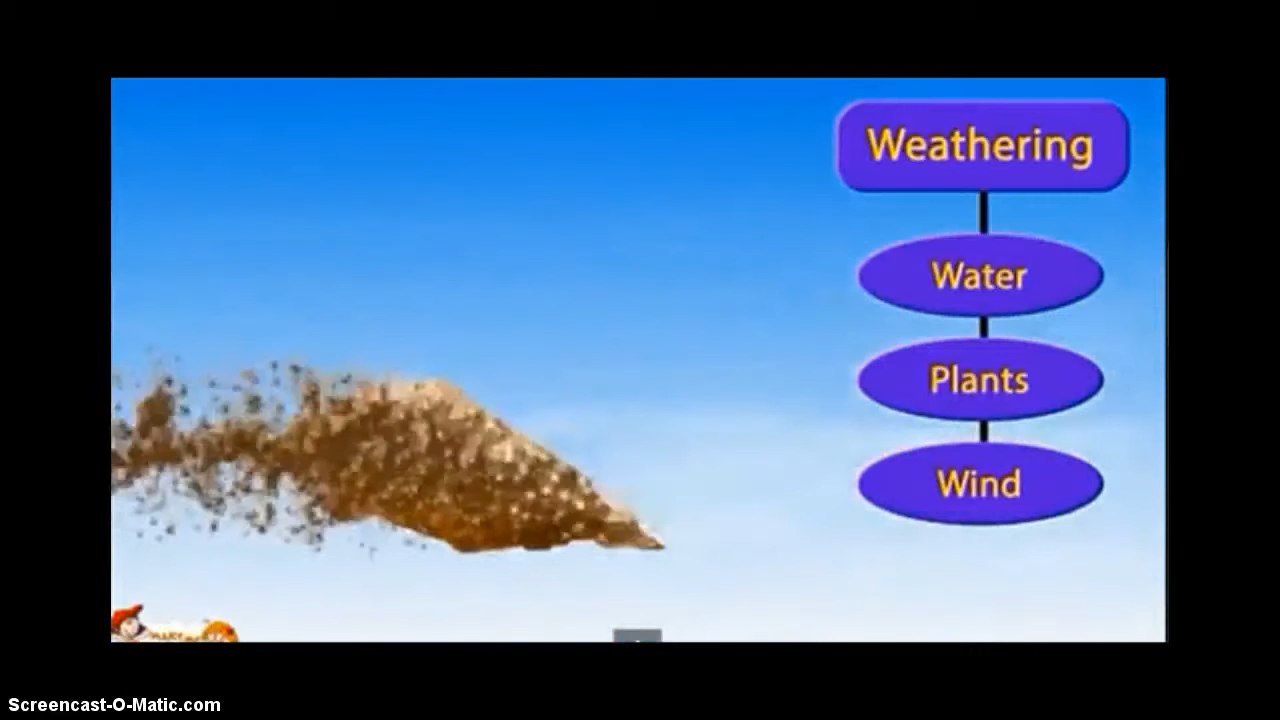 Weathering
Water
Plants
Wind
Screencast-O-Matic.com